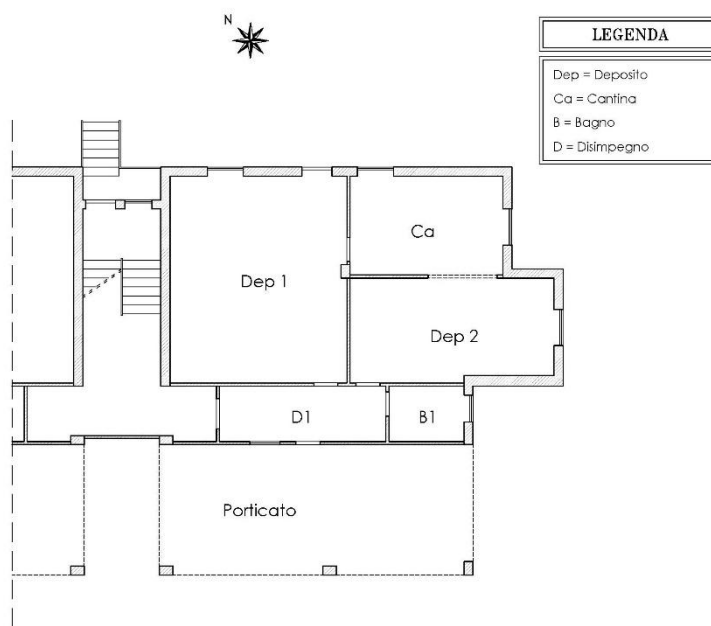 N
LEGENDA
Dep = Deposito
Ca = Cantina
B = Bagno
D = Disimpegno
Ca
Dep 1
Dep 2
D1
B1
Porticato